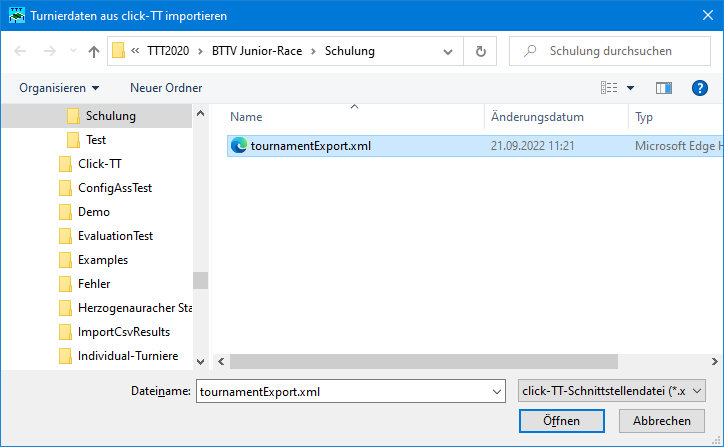 Turnierdaten aus click-TT importieren
« TTT2020 > BTTV Junior-Race > Schulung
Schulung durchsuchen
Organisieren
Neuer Ordner
Name
Änderungsdatum
Typ
Schulung
Test
Click-TT
ConfigAssTest
Demo
EvaluationTest
Examples
Fehler
Herzogenauracher Sta
ImportCsvResults
Individual-Turniere
tournamentExport.xml
21.09.2022 11:21
Microsoft Edge H
Dateiname:
tournamentExport.xml
click-TT-Schnittstellendatei (*.x
Öffnen
Abbrechen